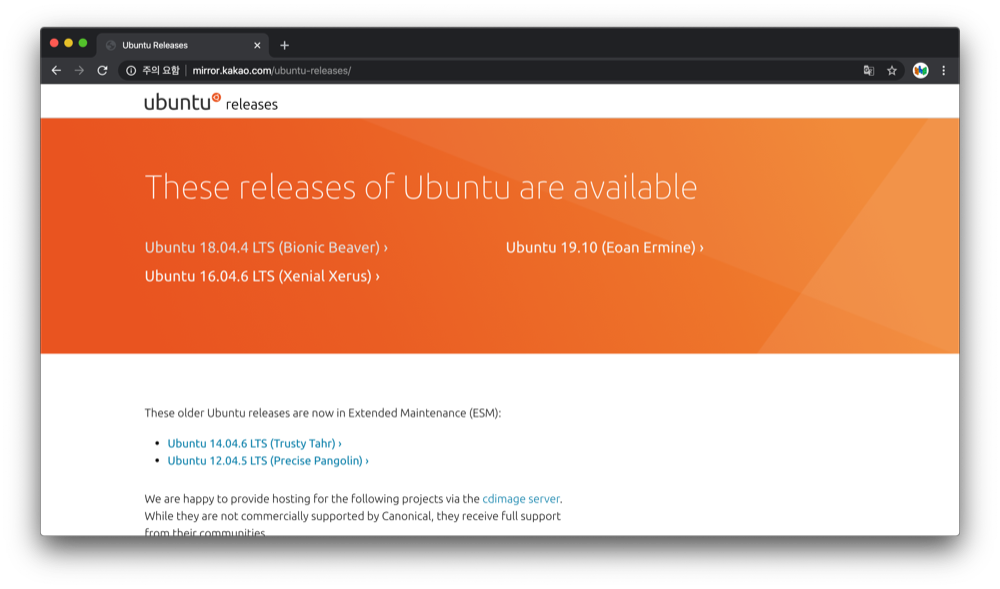 Ubuntu Releases
주의 요함 mirror.kakao.com/ubuntu-releases/
ubuntu releases
These releases of Ubuntu are available
Ubuntu 18.04.4 LTS (Bionic Beaver) ›
Ubuntu 19.10 (Eoan Ermine) ›
Ubuntu 16.04.6 LTS (Xenial Xerus) ›
These older Ubuntu releases are now in Extended Maintenance (ESM):
• Ubuntu 14.04.6 LTS (Trusty Tahr) ›
• Ubuntu 12.04.5 LTS (Precise Pangolin) ›
We are happy to provide hosting for the following projects via the cdimage server.
While they are not commercially supported by Canonical, they receive full support
from their communities